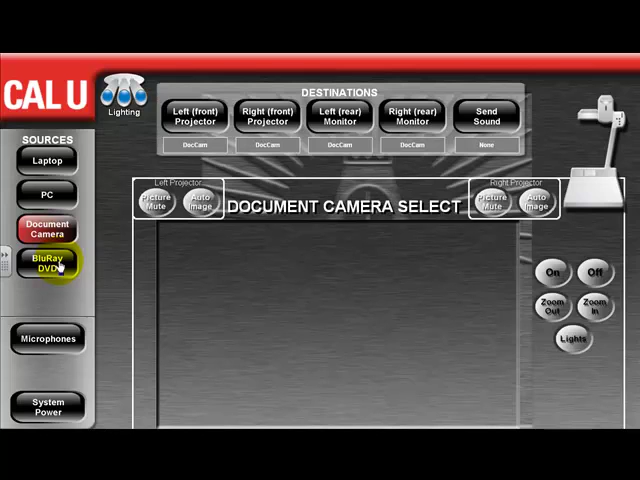 CAL U
Lighting
DESTINATIONS
Left (front)
Projector
Right (front)
Projector
Left (rear)
Monitor
Right (rear)
Monitor
Send
Sound
DocCam
DocCam
DocCam
DocCam
None
SOURCES
Laptop
PC
Document
Camera
BluRay
DVD
Microphones
System
Power
Left Projector
Picture
Mute
Auto
Image
DOCUMENT CAMERA SELECT
Right Projector
Picture
Mute
Auto
Image
On
Off
Zoom
Out
Zoom
In
Lights